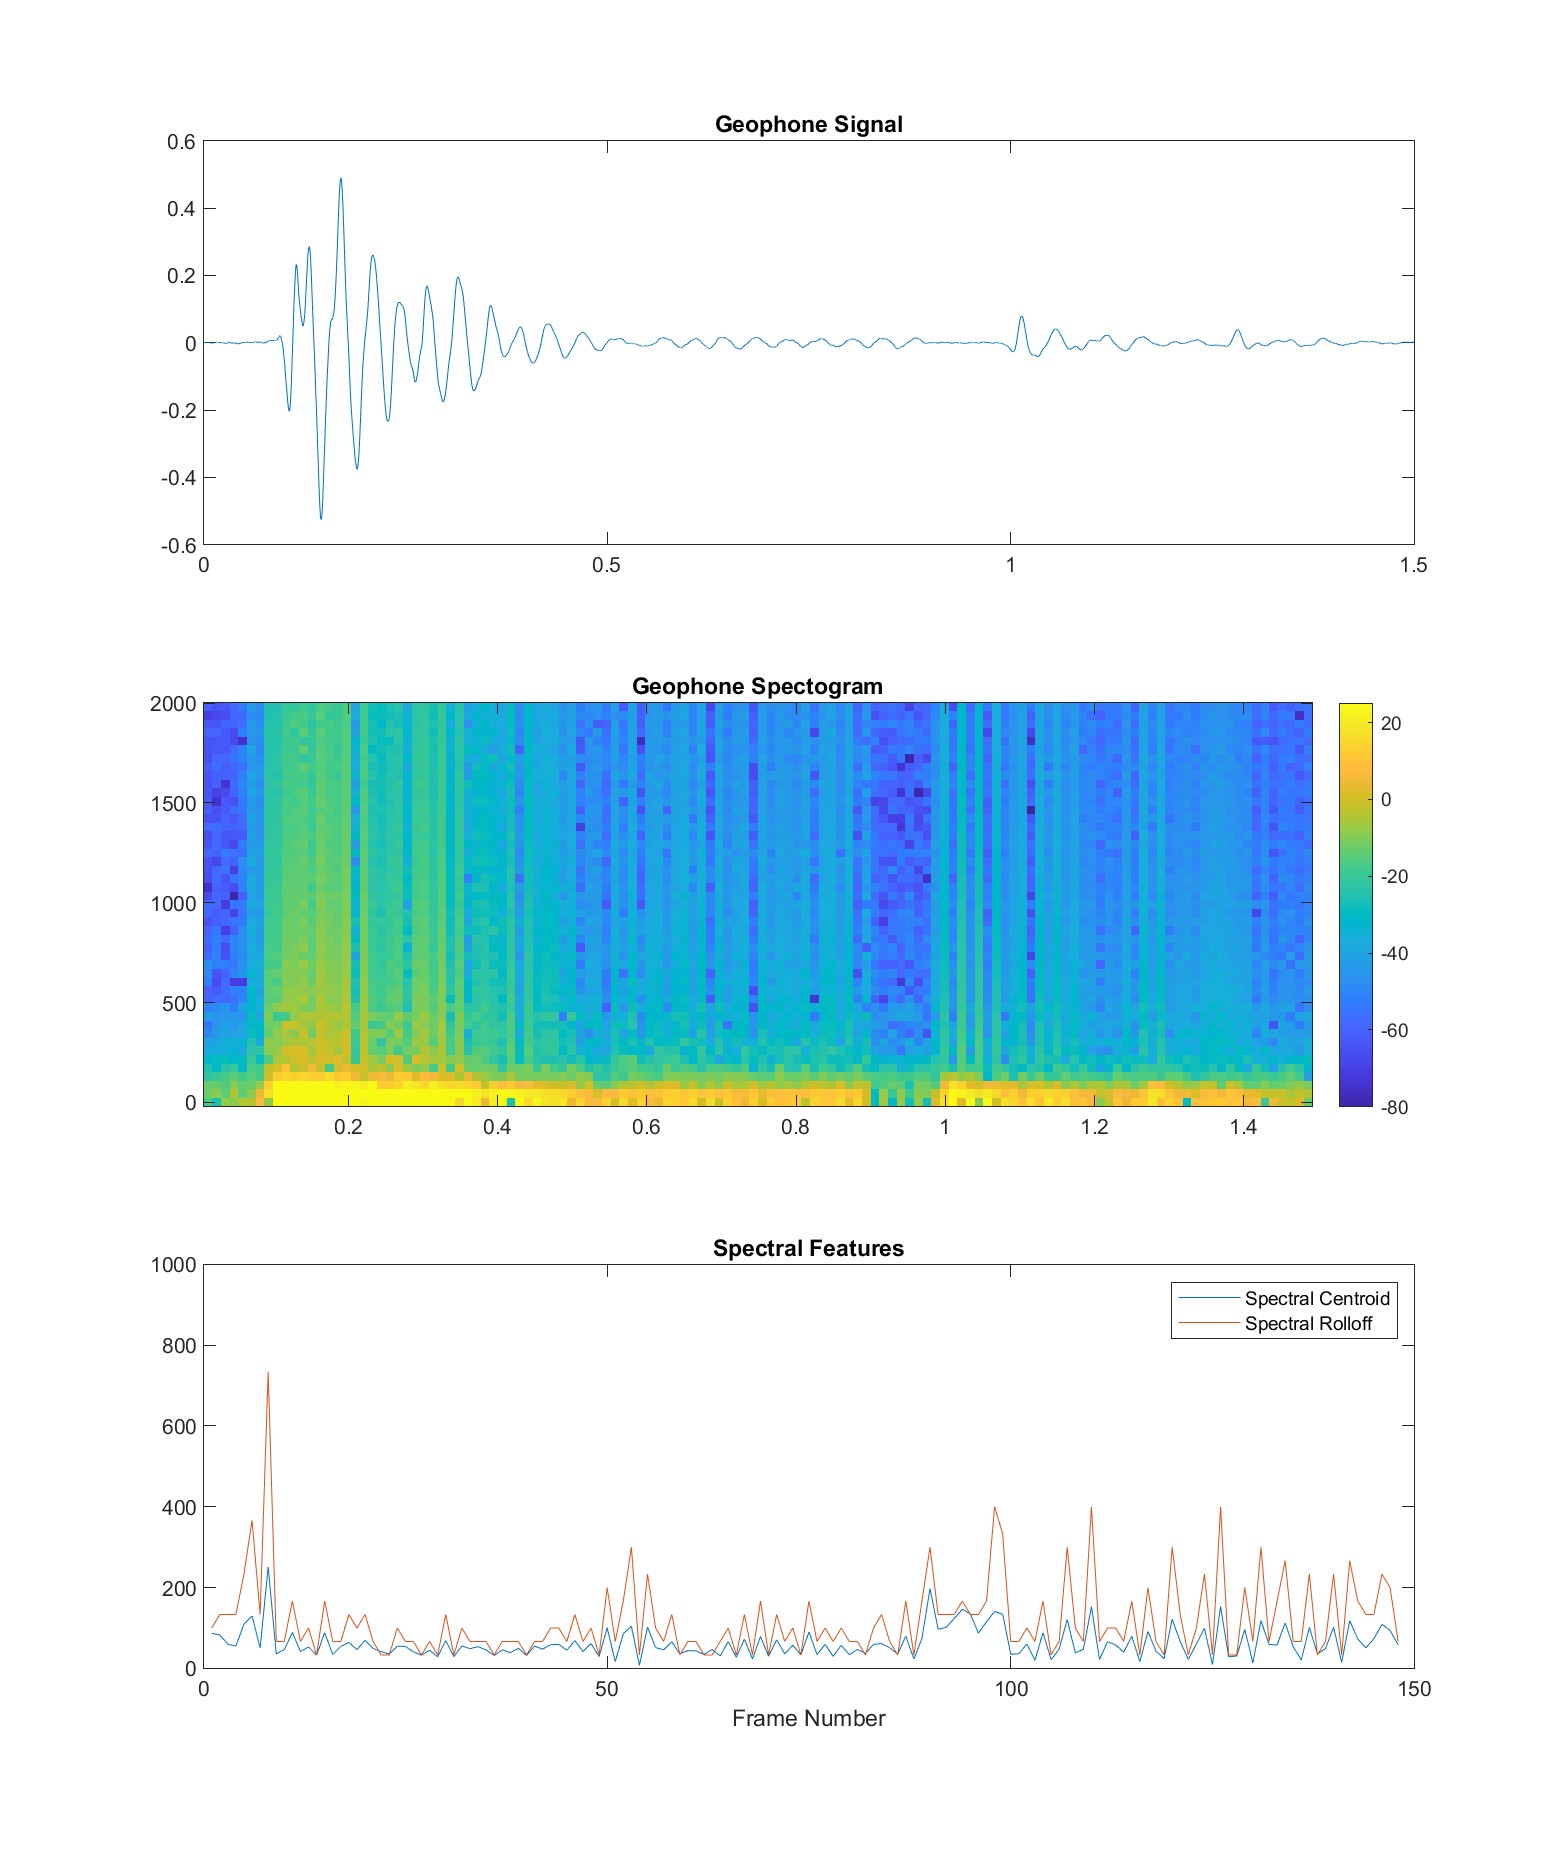 Geophone Signal
0.6
0.4
0.2
0
-0.2
-0.4
-0.6
0 0.5 1 1.5
Geophone Spectogram
2000
1500
1000
500
0
0.2 0.4 0.6 0.8 1 1.2 1.4
20
0
-20
-40
-60
-80
Spectral Features
1000
800
600
400
200
0
Spectral Centroid
Spectral Rolloff
0 50 100 150
Frame Number